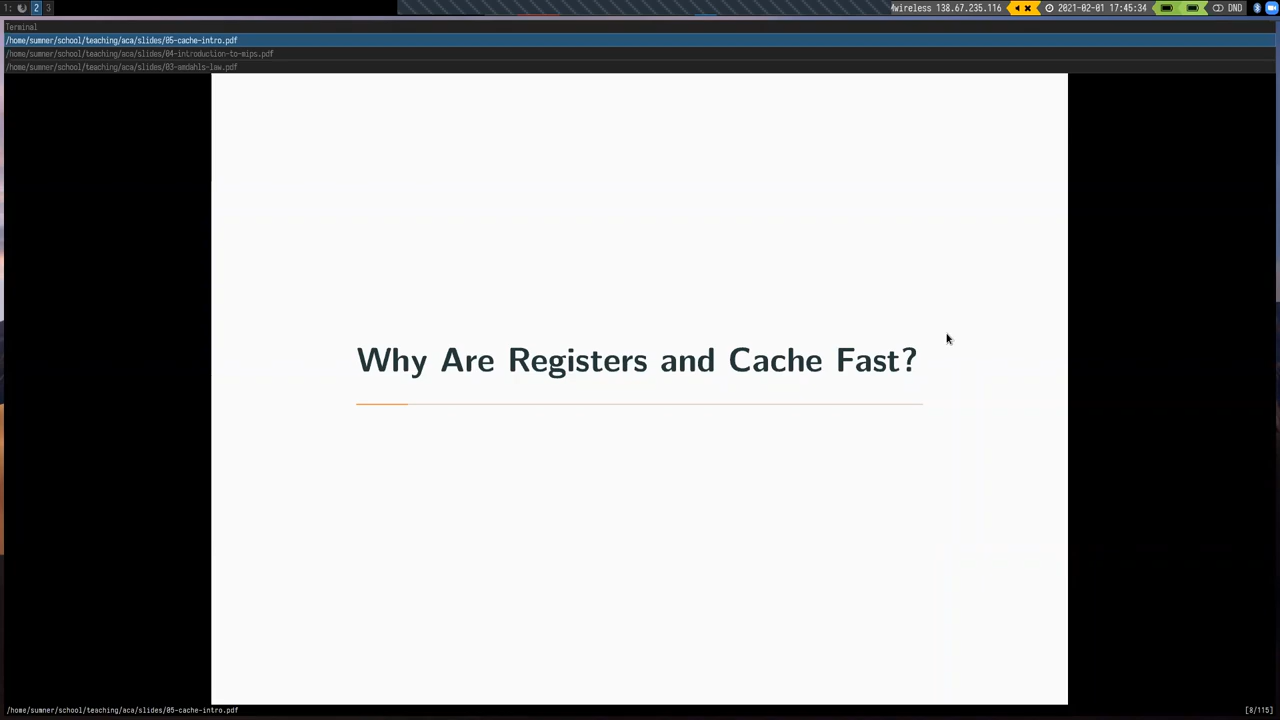 1: 2 3 Wireless 138.67.235.116 2021-02-01 17:45:34 DND
Terminal
/home/sumner/school/teaching/aca/slides/05-cache-intro.pdf
/home/sumner/school/teaching/aca/slides/04-introduction-to-mips.pdf
/home/sumner/school/teaching/aca/slides/03-amdahls-law.pdf
Why Are Registers and Cache Fast?
/home/sumner/school/teaching/aca/slides/05-cache-intro.pdf [8/115]